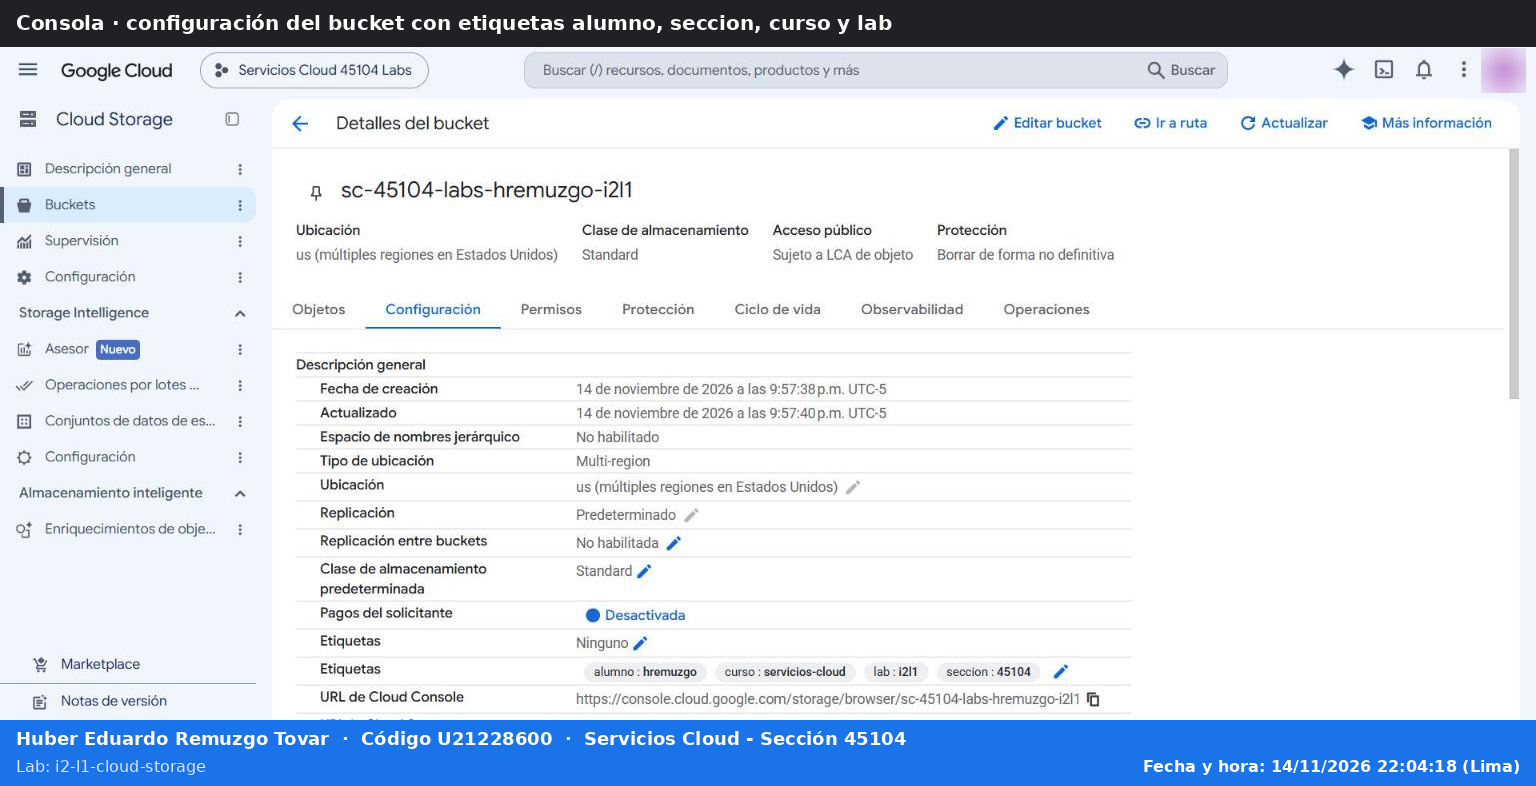 Consola · configuración del bucket con etiquetas alumno, seccion, curso y lab
Google Cloud
Servicios Cloud 45104 Labs
Buscar (/) recursos, documentos, productos y más
Buscar
Cloud Storage
Descripción general
Buckets
Supervisión
Configuración
Storage Intelligence
Asesor Nuevo
Operaciones por lotes ...
Conjuntos de datos de es...
Configuración
Almacenamiento inteligente
Enriquecimientos de obje...
Marketplace
Notas de versión
Detalles del bucket
Editar bucket
Ir a ruta
Actualizar
Más información
sc-45104-labs-hremuzgo-i2l1
Ubicación Clase de almacenamiento Acceso público Protección
us (múltiples regiones en Estados Unidos) Standard Sujeto a LCA de objeto Borrar de forma no definitiva
Objetos Configuración Permisos Protección Ciclo de vida Observabilidad Operaciones
Descripción general
Fecha de creación 14 de noviembre de 2026 a las 9:57:38 p.m. UTC-5
Actualizado 14 de noviembre de 2026 a las 9:57:40 p.m. UTC-5
Espacio de nombres jerárquico No habilitado
Tipo de ubicación Multi-region
Ubicación us (múltiples regiones en Estados Unidos)
Replicación Predeterminado
Replicación entre buckets No habilitada
Clase de almacenamiento predeterminada Standard
Pagos del solicitante Desactivada
Etiquetas Ninguno
Etiquetas alumno : hremuzgo curso : servicios-cloud lab : i2l1 seccion : 45104
URL de Cloud Console https://console.cloud.google.com/storage/browser/sc-45104-labs-hremuzgo-i2l1
Huber Eduardo Remuzgo Tovar · Código U21228600 · Servicios Cloud - Sección 45104
Lab: i2-l1-cloud-storage
Fecha y hora: 14/11/2026 22:04:18 (Lima)